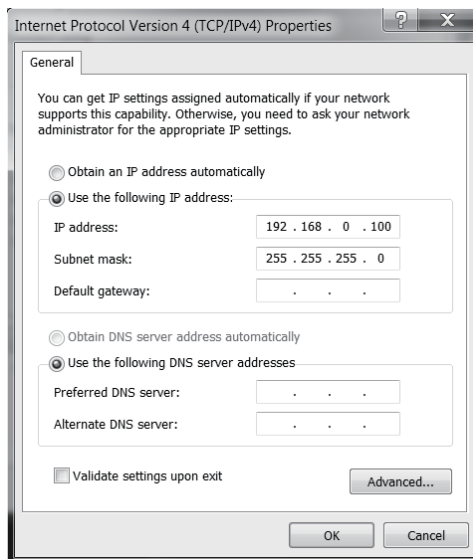 Internet Protocol Version 4 (TCP/IPv4) Properties
? X
General
You can get IP settings assigned automatically if your network
supports this capability. Otherwise, you need to ask your network
administrator for the appropriate IP settings.
Obtain an IP address automatically
Use the following IP address:
IP address: 192 . 168 . 0 . 100
Subnet mask: 255 . 255 . 255 . 0
Default gateway: . . .
Obtain DNS server address automatically
Use the following DNS server addresses
Preferred DNS server: . . .
Alternate DNS server: . . .
Validate settings upon exit
Advanced...
OK Cancel